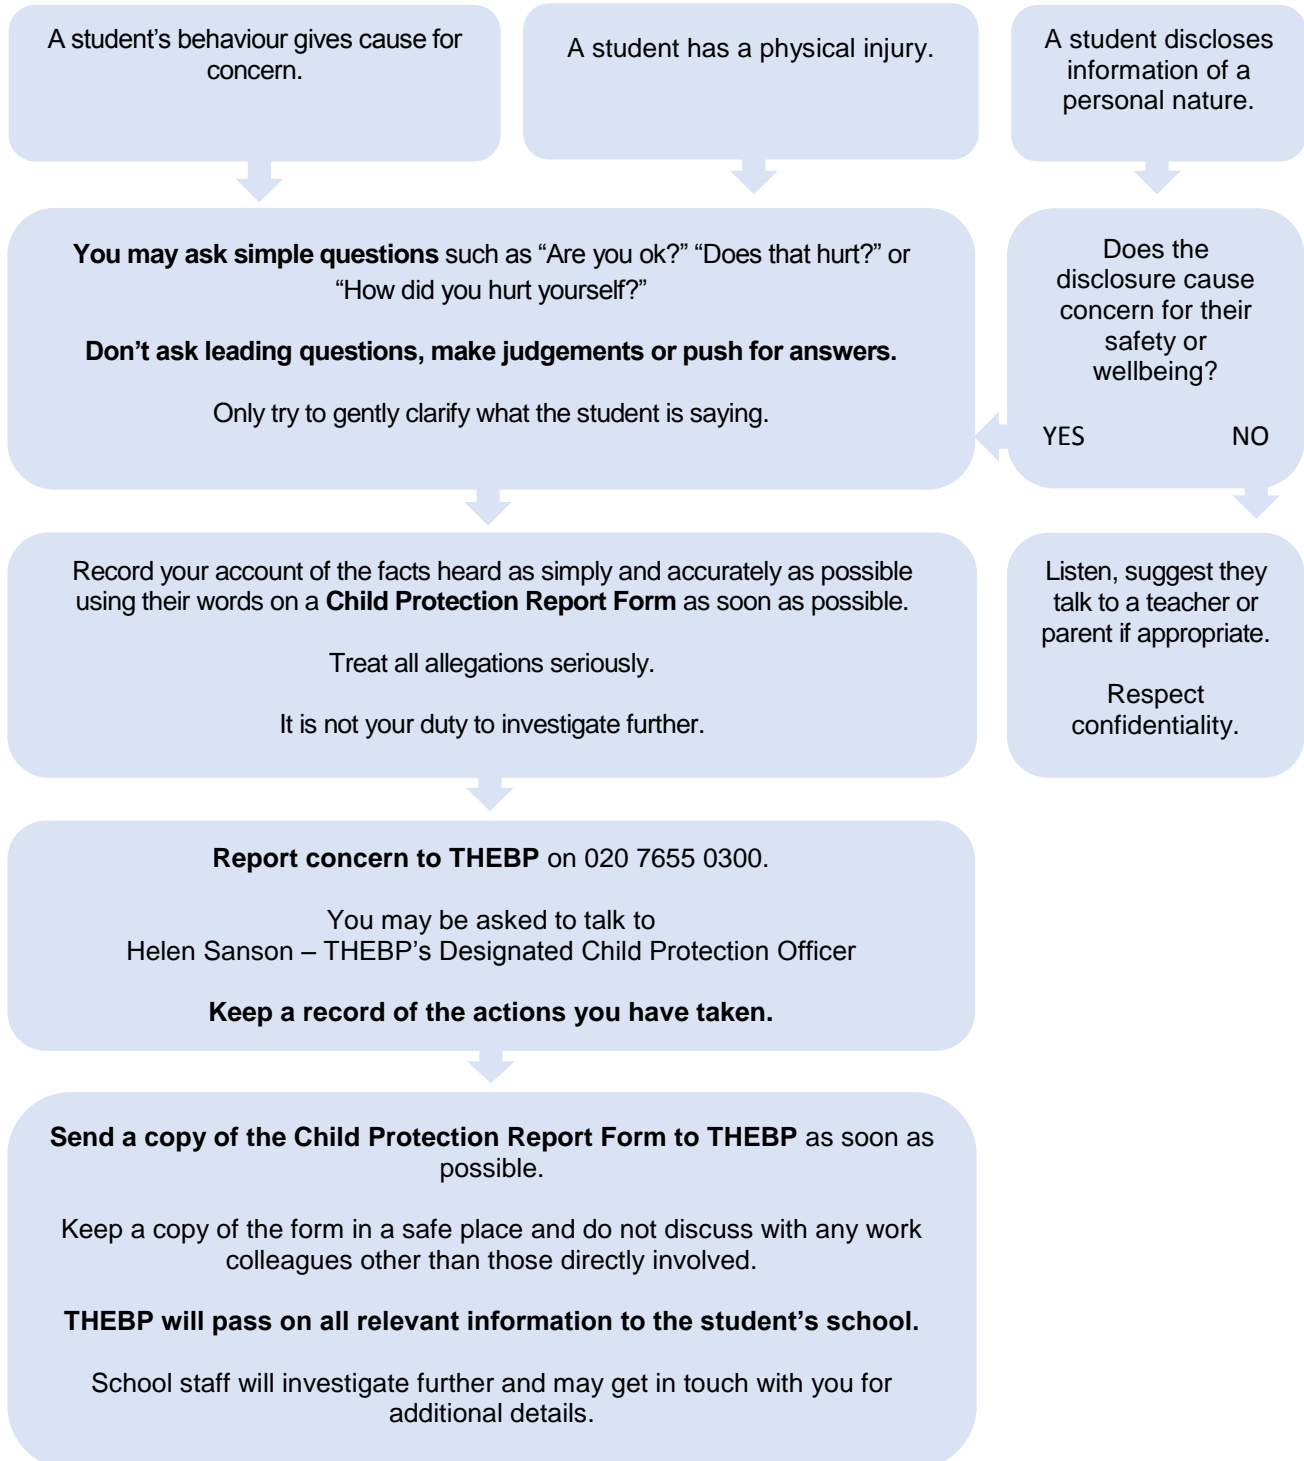 A student’s behaviour gives cause for
concern.
A student has a physical injury.
A student discloses
information of a
personal nature.
You may ask simple questions such as “Are you ok?” “Does that hurt?” or
“How did you hurt yourself?”
Don’t ask leading questions, make judgements or push for answers.
Only try to gently clarify what the student is saying.
Does the
disclosure cause
concern for their
safety or
wellbeing?
YES NO
Record your account of the facts heard as simply and accurately as possible
using their words on a Child Protection Report Form as soon as possible.
Treat all allegations seriously.
It is not your duty to investigate further.
Listen, suggest they
talk to a teacher or
parent if appropriate.
Respect
confidentiality.
Report concern to THEBP on 020 7655 0300.
You may be asked to talk to
Helen Sanson – THEBP’s Designated Child Protection Officer
Keep a record of the actions you have taken.
Send a copy of the Child Protection Report Form to THEBP as soon as
possible.
Keep a copy of the form in a safe place and do not discuss with any work
colleagues other than those directly involved.
THEBP will pass on all relevant information to the student’s school.
School staff will investigate further and may get in touch with you for
additional details.